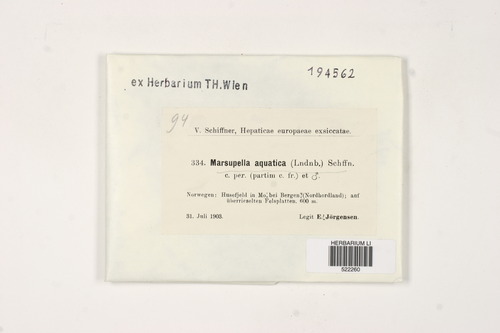 ex Herbarium TH.Wien
194562
94
V. Schiffner, Hepaticae europaeae exsiccatae.
334. Marsupella aquatica (Lndnb.) Schffn.
c. per. (partim c. fr.) et ♂.
Norwegen: Husefjeld in Mo bei Bergen (Nordhordland); auf
überrieselten Felsplatten. 600 m.
31. Juli 1903.
Legit E. Jörgensen.
HERBARIUM LI
522260